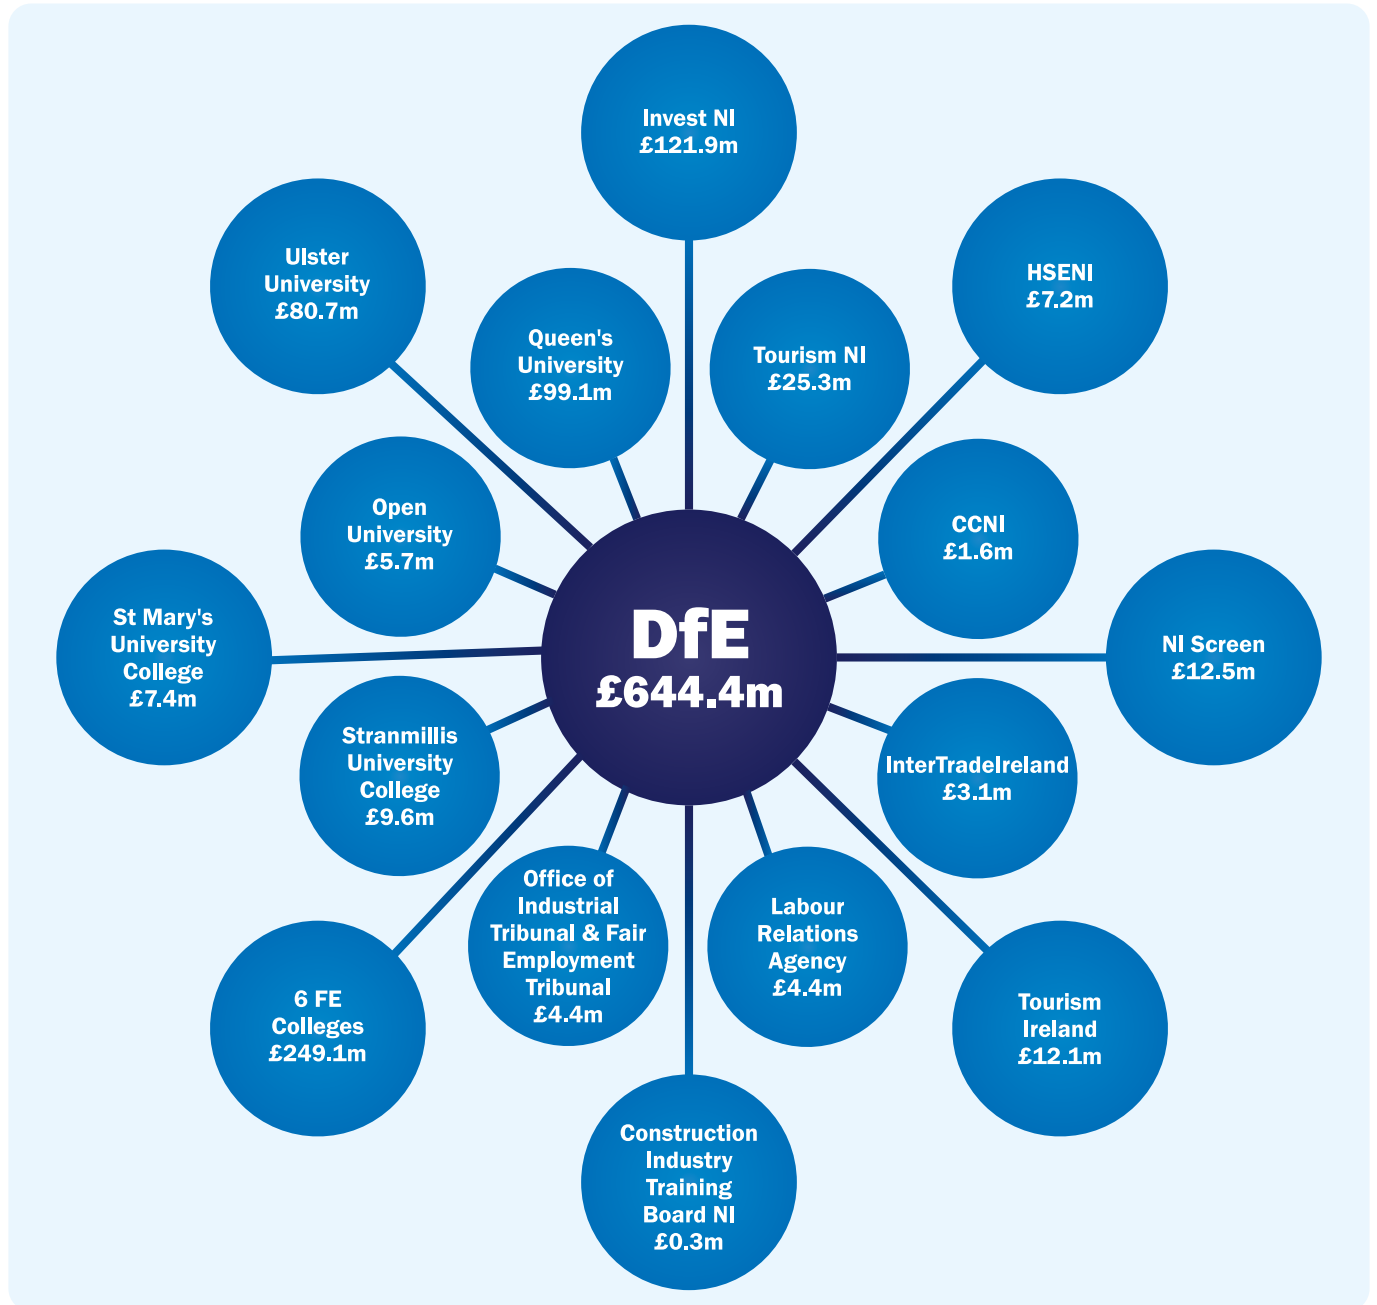 Invest NI
£121.9m
Ulster
University
£80.7m
HSENI
£7.2m
Queen's
University
£99.1m
Tourism NI
£25.3m
Open
University
£5.7m
CCNI
£1.6m
St Mary's
University
College
£7.4m
DfE
£644.4m
NI Screen
£12.5m
Stranmillis
University
College
£9.6m
InterTradeIreland
£3.1m
Office of
Industrial
Tribunal & Fair
Employment
Tribunal
£4.4m
Labour
Relations
Agency
£4.4m
6 FE
Colleges
£249.1m
Tourism
Ireland
£12.1m
Construction
Industry
Training
Board NI
£0.3m